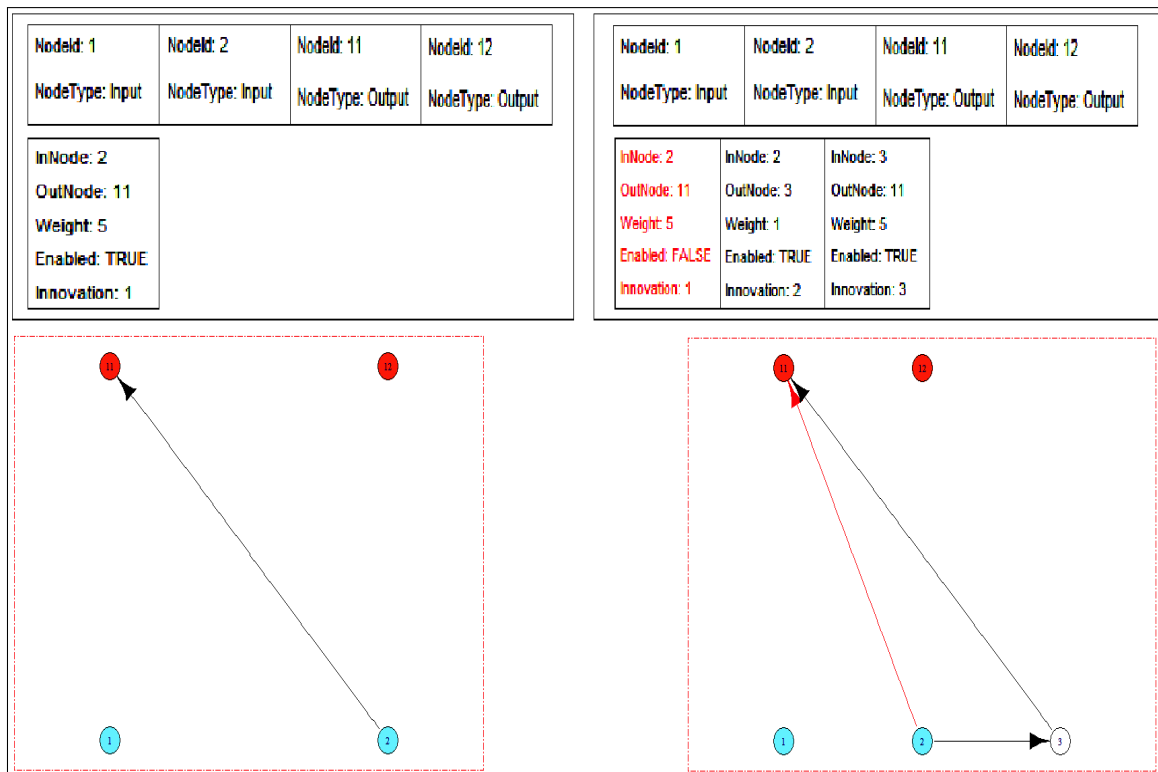 NodeId: 1
NodeType: Input
NodeId: 2
NodeType: Input
NodeId: 11
NodeType: Output
NodeId: 12
NodeType: Output
InNode: 2
OutNode: 11
Weight: 5
Enabled: TRUE
Innovation: 1
11
12
1
2
NodeId: 1
NodeType: Input
NodeId: 2
NodeType: Input
NodeId: 11
NodeType: Output
NodeId: 12
NodeType: Output
InNode: 2
OutNode: 11
Weight: 5
Enabled: FALSE
Innovation: 1
InNode: 2
OutNode: 3
Weight: 1
Enabled: TRUE
Innovation: 2
InNode: 3
OutNode: 11
Weight: 5
Enabled: TRUE
Innovation: 3
11
12
1
2
3